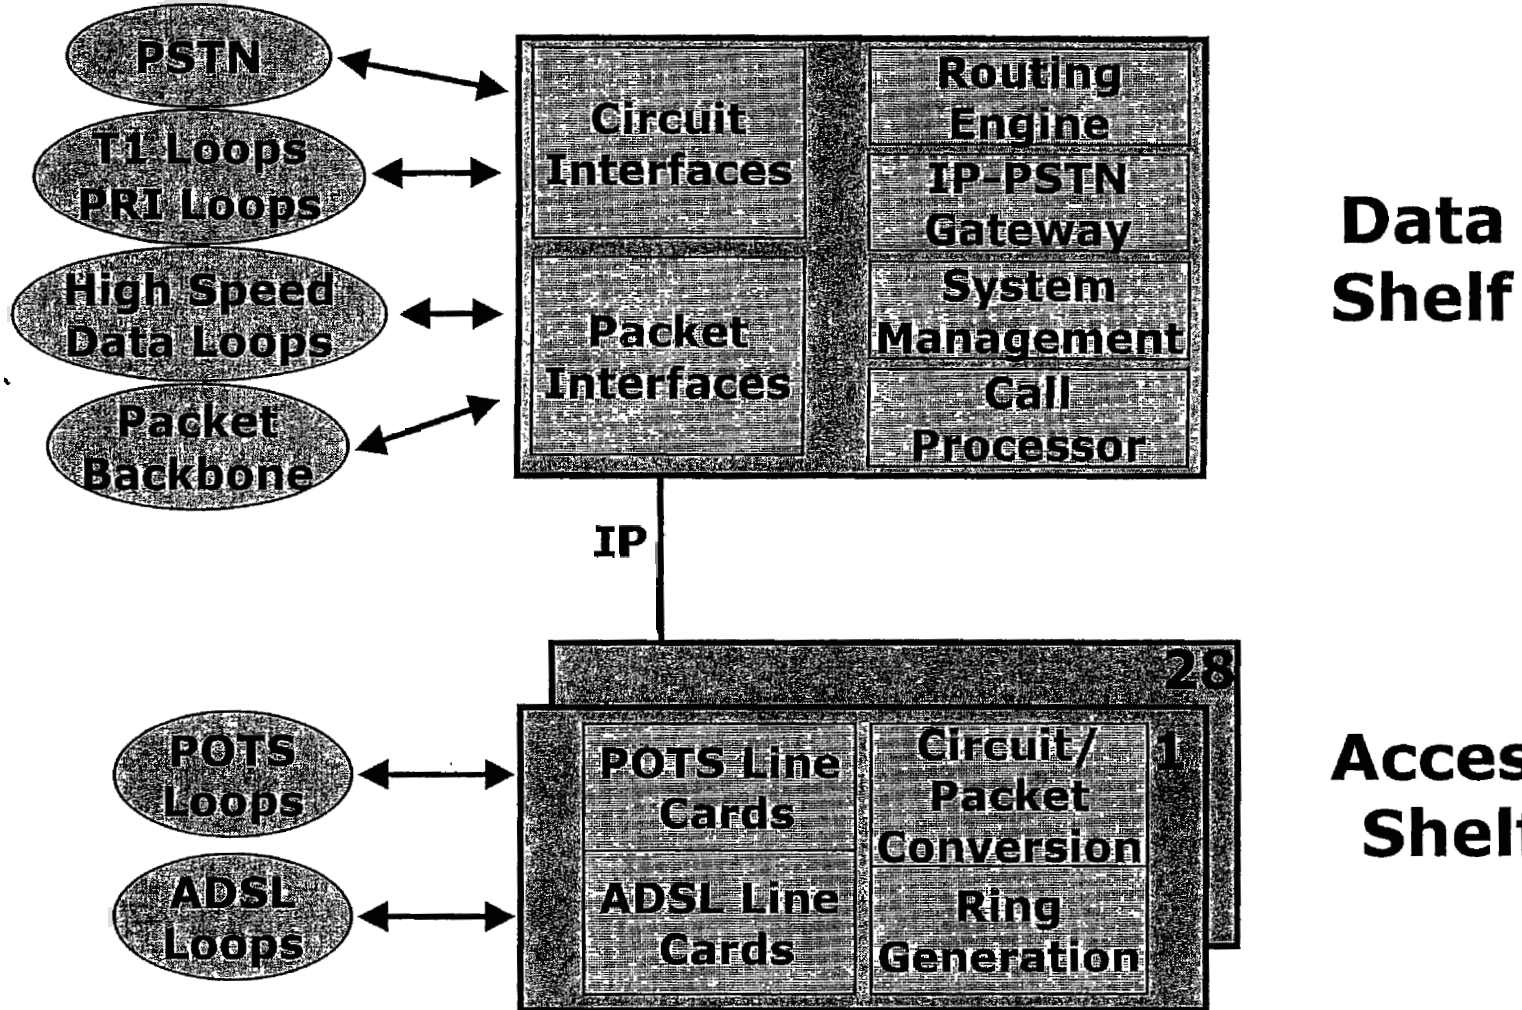 PSTN
T1 Loops
PRI Loops
High Speed
Data Loops
Packet
Backbone
Circuit
Interfaces
Packet
Interfaces
Routing
Engine
IP-PSTN
Gateway
System
Management
Call
Processor
Data
Shelf
IP
28
1
POTS
Loops
ADSL
Loops
POTS Line
Cards
ADSL Line
Cards
Circuit/
Packet
Conversion
Ring
Generation
Acces
Shelf